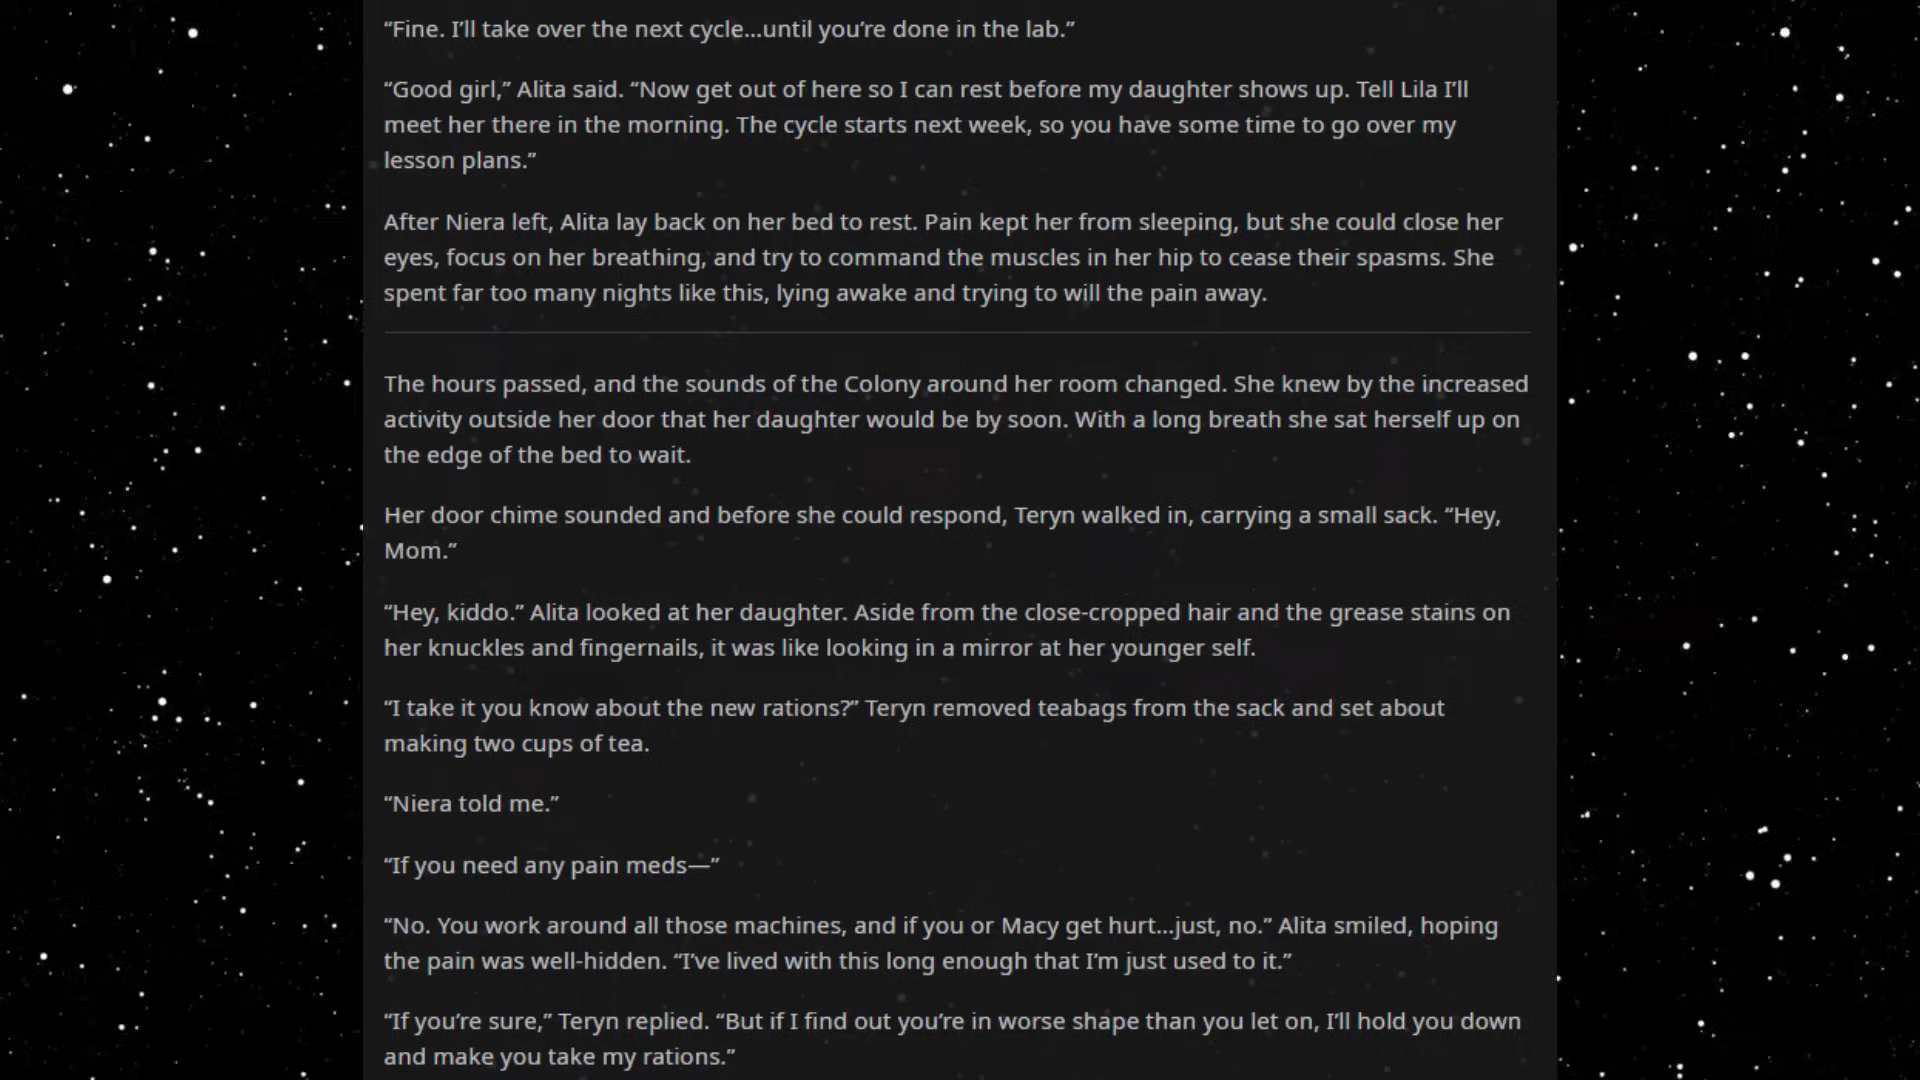 “Fine. I’ll take over the next cycle…until you’re done in the lab.”
“Good girl,” Alita said. “Now get out of here so I can rest before my daughter shows up. Tell Lila I’ll
meet her there in the morning. The cycle starts next week, so you have some time to go over my
lesson plans.”
After Niera left, Alita lay back on her bed to rest. Pain kept her from sleeping, but she could close her
eyes, focus on her breathing, and try to command the muscles in her hip to cease their spasms. She
spent far too many nights like this, lying awake and trying to will the pain away.
The hours passed, and the sounds of the Colony around her room changed. She knew by the increased
activity outside her door that her daughter would be by soon. With a long breath she sat herself up on
the edge of the bed to wait.
Her door chime sounded and before she could respond, Teryn walked in, carrying a small sack. “Hey,
Mom.”
“Hey, kiddo.” Alita looked at her daughter. Aside from the close-cropped hair and the grease stains on
her knuckles and fingernails, it was like looking in a mirror at her younger self.
“I take it you know about the new rations?” Teryn removed teabags from the sack and set about
making two cups of tea.
“Niera told me.”
“If you need any pain meds—”
“No. You work around all those machines, and if you or Macy get hurt…just, no.” Alita smiled, hoping
the pain was well-hidden. “I’ve lived with this long enough that I’m just used to it.”
“If you’re sure,” Teryn replied. “But if I find out you’re in worse shape than you let on, I’ll hold you down
and make you take my rations.”